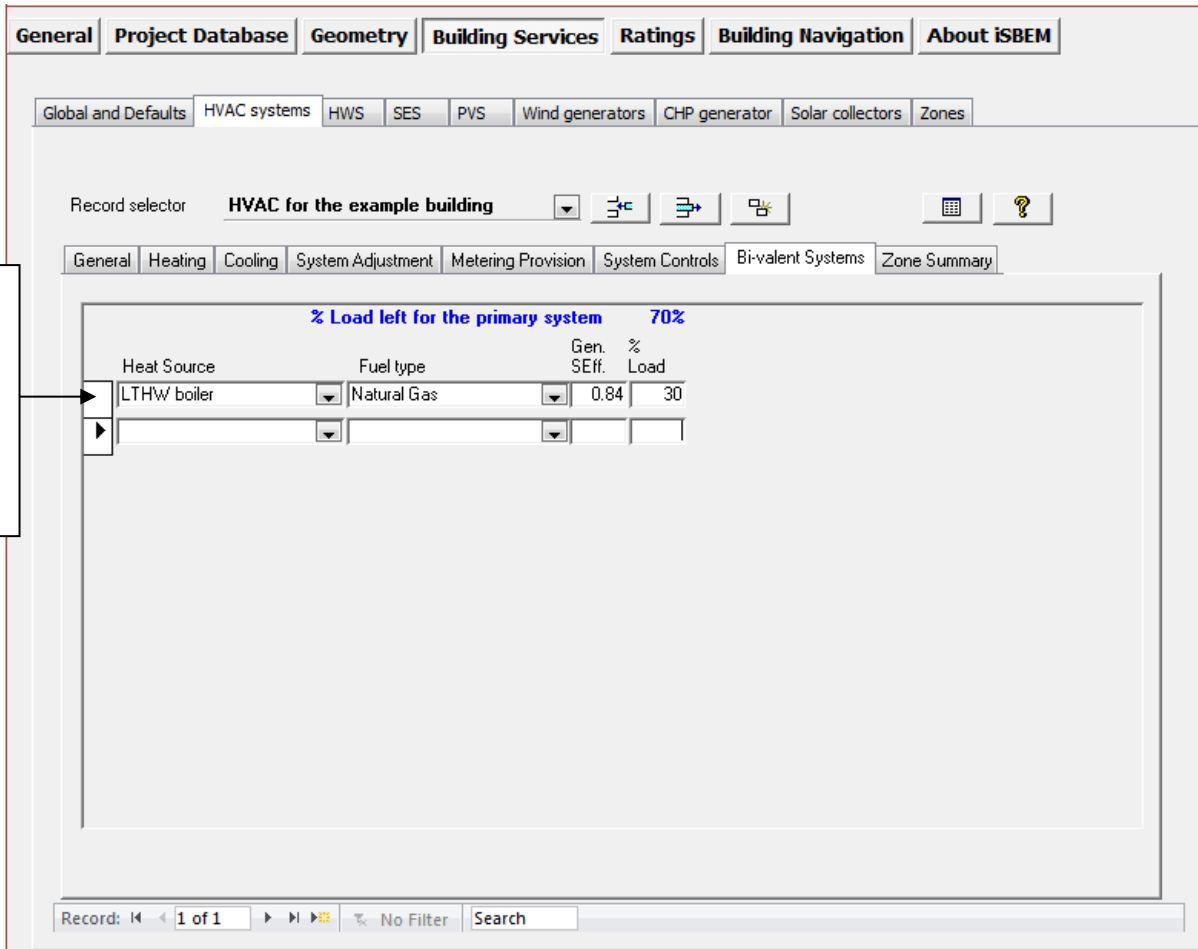 General Project Database Geometry Building Services Ratings Building Navigation About iSBEM
Global and Defaults HVAC systems HWS SES PVS Wind generators CHP generator Solar collectors Zones
Record selector HVAC for the example building
General Heating Cooling System Adjustment Metering Provision System Controls Bi-valent Systems Zone Summary
% Load left for the primary system 70%
Gen. %
Heat Source Fuel type SEff. Load
LTHW boiler Natural Gas 0.84 30
Record: 1 of 1 No Filter Search